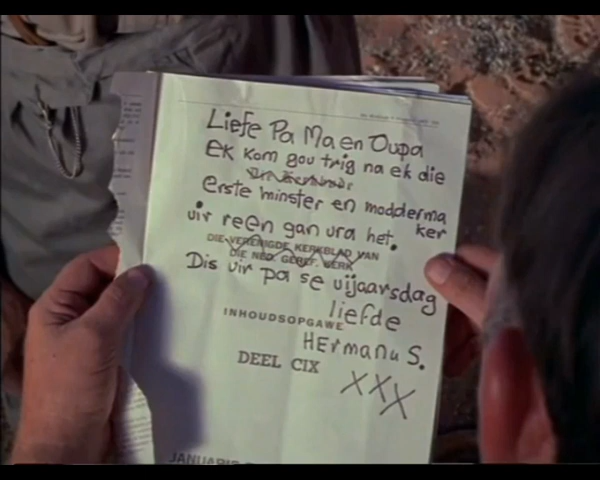 Liefe Pa Ma en Oupa
EK kom gou trig na ek die
erste minster en modderma
ker
vir reen gan vra het.
DIE VERENIGDE KERKBLAD VAN
DIE NED. GEREF. KERK
Dis vir pa se vijaarsdag
liefde
INHOUDSOPGAWE
HErmanus.
DEEL CIX
XXX